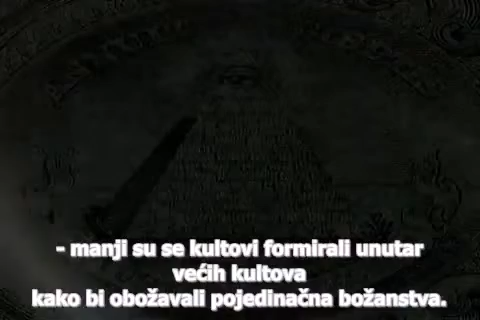 - manji su se kultovi formirali unutar
većih kultova
kako bi obožavali pojedinačna božanstva.